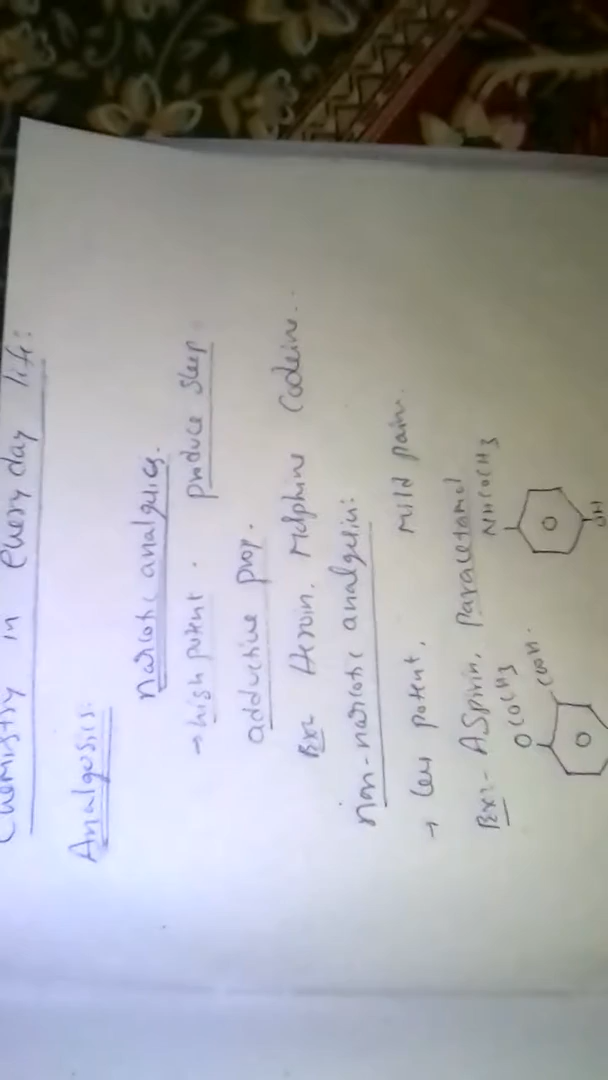 Chemistry in every day life:
Analgesics.
narcotic analgesics.
→ high potent. produce sleep.
addictive prop.
Ex:- Heroin. Morphine Codeine..
non-narcotic analgesic:
→ less potent. mild pain.
Ex:- Aspirin. Paracetamol
OCOCH3 NHCOCH3
COOH.
OH